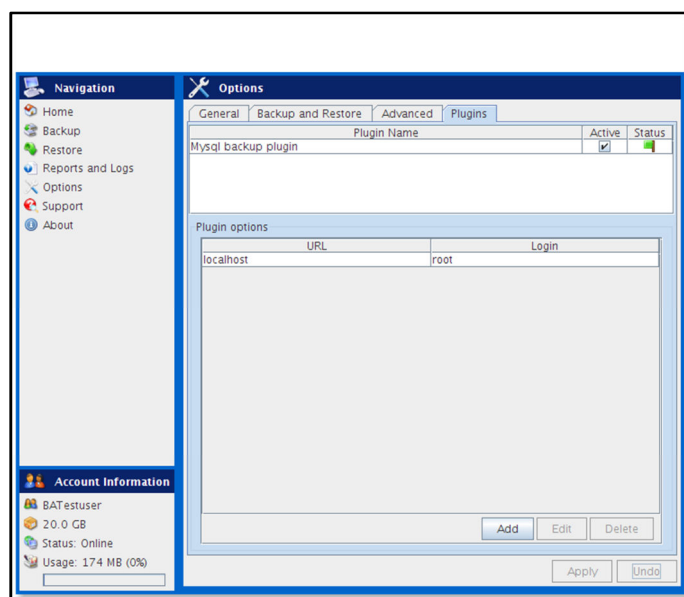 Navigation
Home
Backup
Restore
Reports and Logs
Options
Support
About
Account Information
BATestuser
20.0 GB
Status: Online
Usage: 174 MB (0%)
Options
General Backup and Restore Advanced Plugins
Plugin Name Active Status
Mysql backup plugin
Plugin options
URL Login
localhost root
Add Edit Delete
Apply Undo